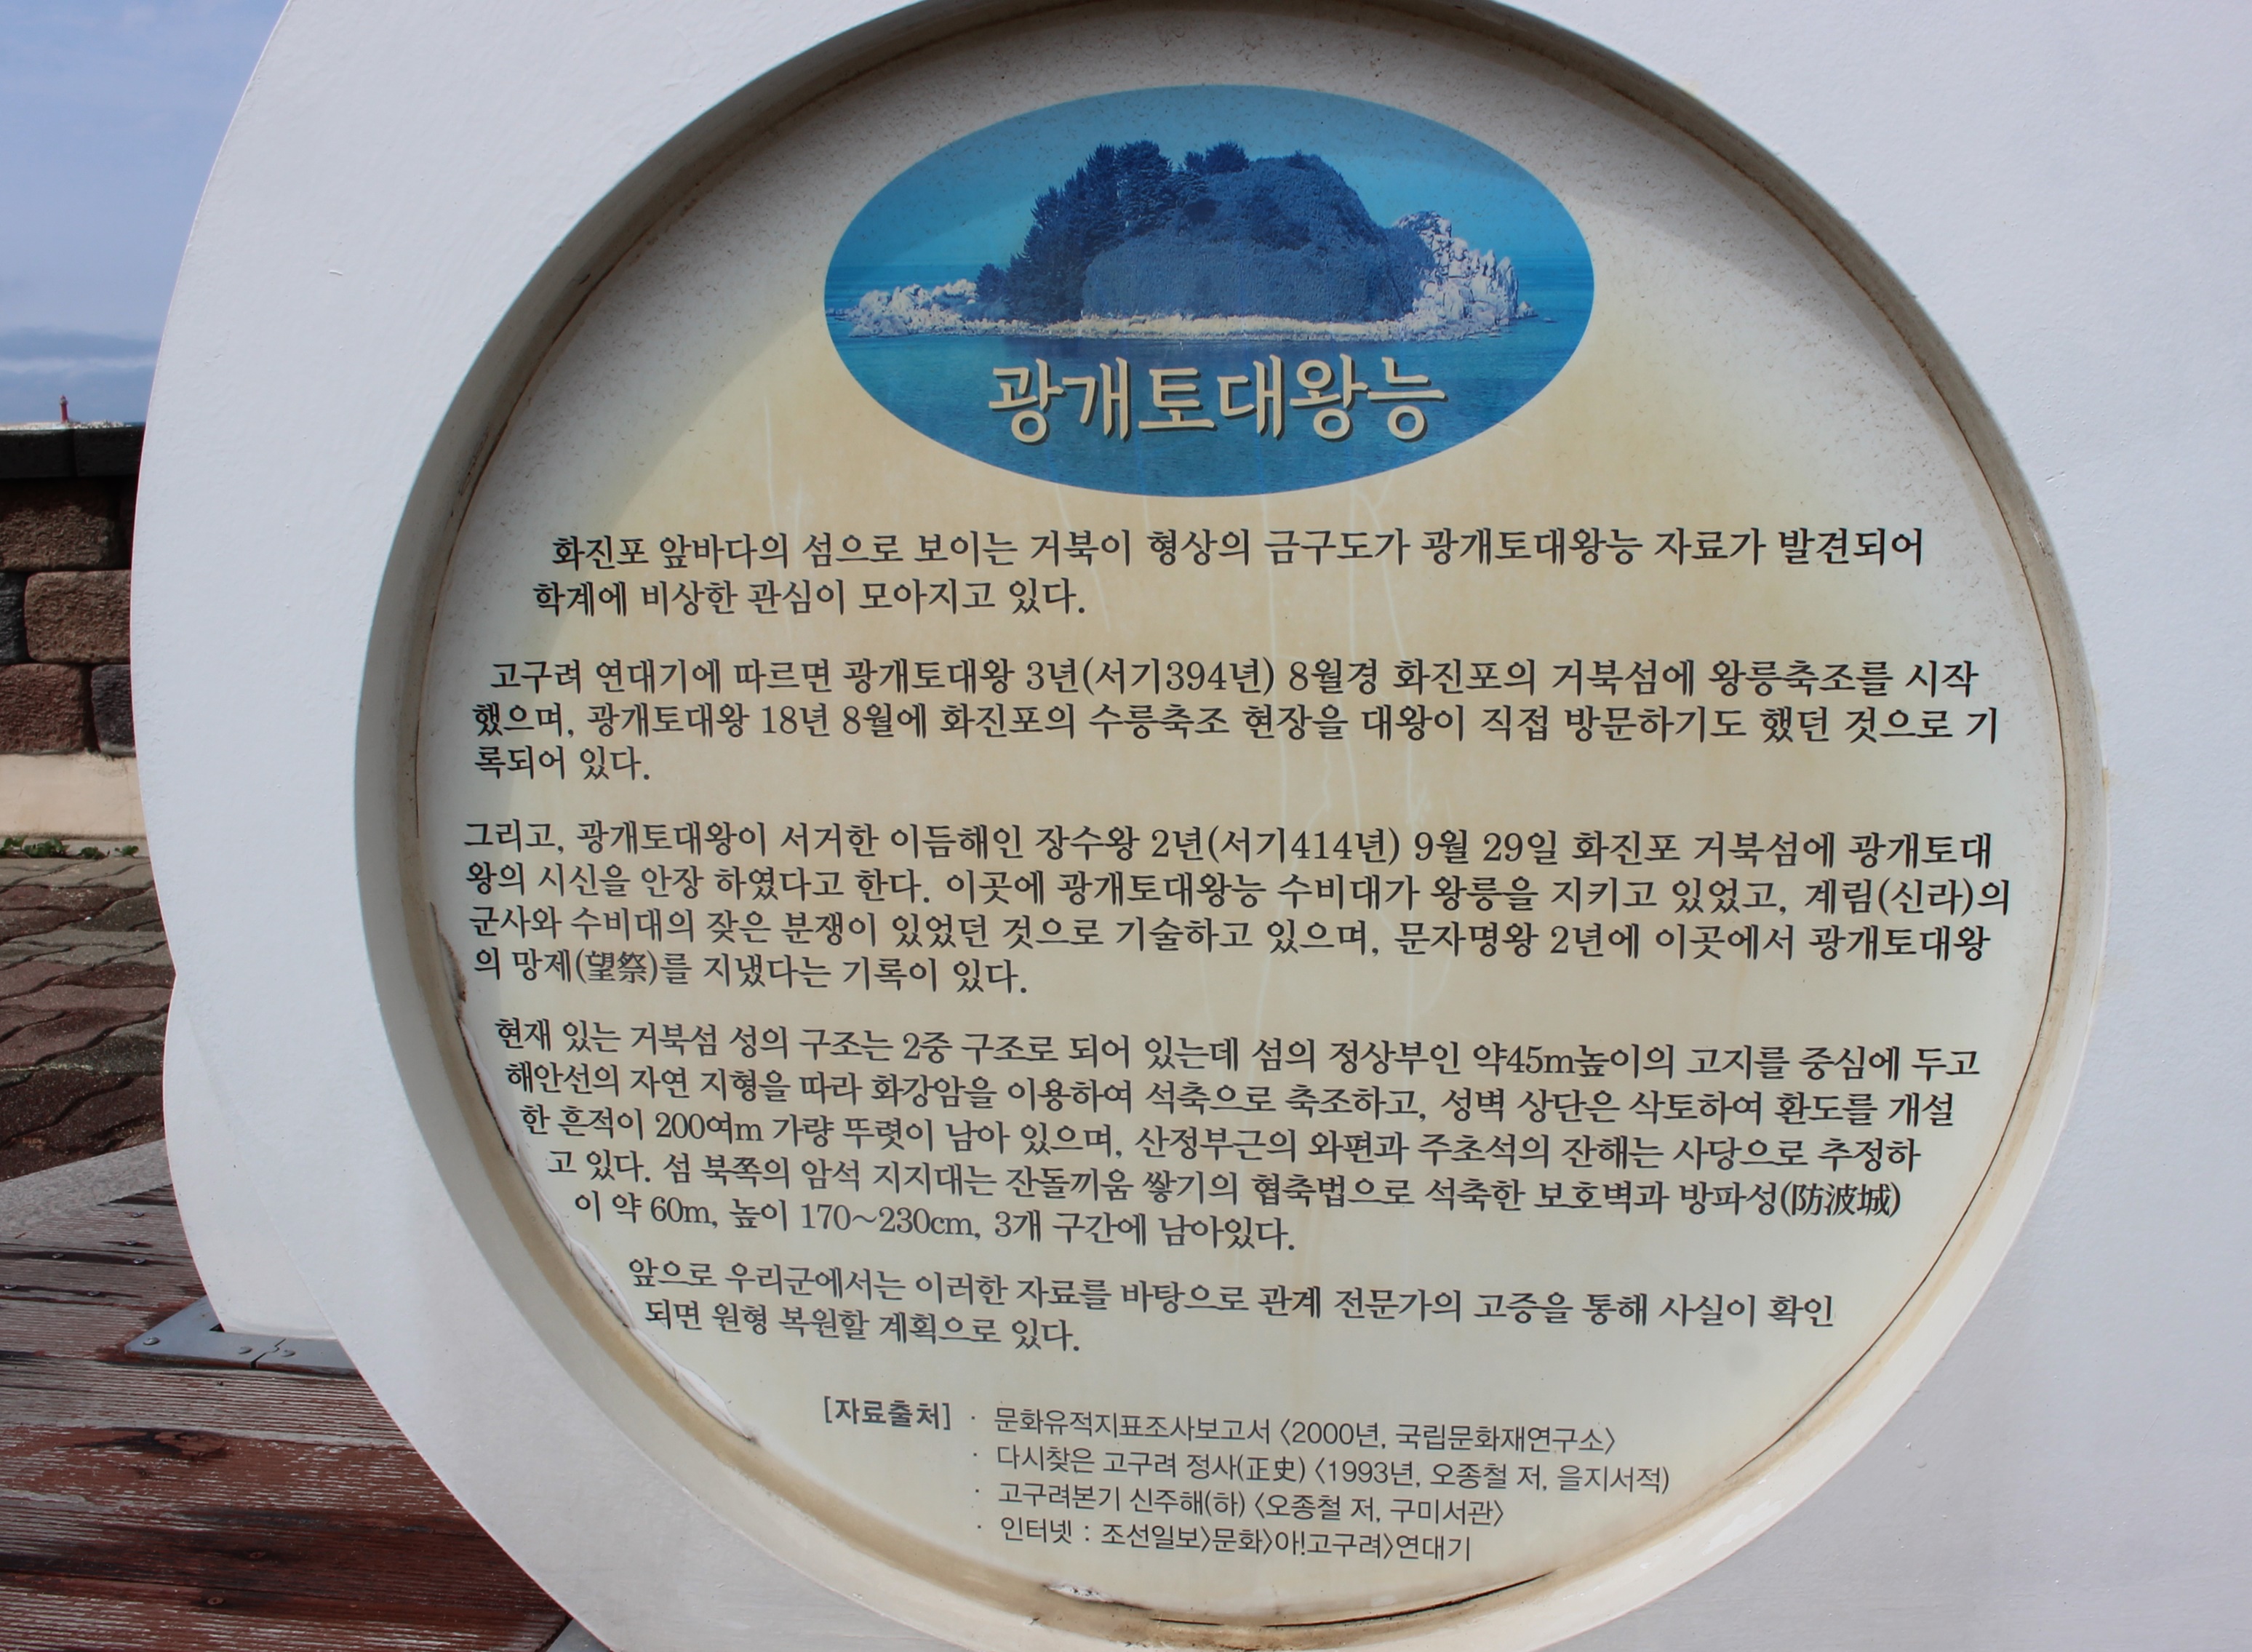 광개토대왕능
화진포 앞바다의 섬으로 보이는 거북이 형상의 금구도가 광개토대왕능 자료가 발견되어
학계에 비상한 관심이 모아지고 있다.
고구려 연대기에 따르면 광개토대왕 3년(서기394년) 8월경 화진포의 거북섬에 왕릉축조를 시작
했으며, 광개토대왕 18년 8월에 화진포의 수릉축조 현장을 대왕이 직접 방문하기도 했던 것으로 기
록되어 있다.
그리고, 광개토대왕이 서거한 이듬해인 장수왕 2년(서기414년) 9월 29일 화진포 거북섬에 광개토대
왕의 시신을 안장 하였다고 한다. 이곳에 광개토대왕능 수비대가 왕릉을 지키고 있었고, 계림(신라)의
군사와 수비대의 잦은 분쟁이 있었던 것으로 기술하고 있으며, 문자명왕 2년에 이곳에서 광개토대왕
의 망제(望祭)를 지냈다는 기록이 있다.
현재 있는 거북섬 성의 구조는 2중 구조로 되어 있는데 섬의 정상부인 약45m높이의 고지를 중심에 두고
해안선의 자연 지형을 따라 화강암을 이용하여 석축으로 축조하고, 성벽 상단은 삭토하여 환도를 개설
한 흔적이 200여m 가량 뚜렷이 남아 있으며, 산정부근의 와편과 주초석의 잔해는 사당으로 추정하
고 있다. 섬 북쪽의 암석 지지대는 잔돌끼움 쌓기의 협축법으로 석축한 보호벽과 방파성(防波城)
이 약 60m, 높이 170~230cm, 3개 구간에 남아있다.
앞으로 우리군에서는 이러한 자료를 바탕으로 관계 전문가의 고증을 통해 사실이 확인
되면 원형 복원할 계획으로 있다.
[자료출처] · 문화유적지표조사보고서 〈2000년, 국립문화재연구소〉
· 다시찾은 고구려 정사(正史) 〈1993년, 오종철 저, 을지서적)
· 고구려본기 신주해(하) 〈오종철 저, 구미서관〉
· 인터넷 : 조선일보〉문화〉아!고구려〉연대기